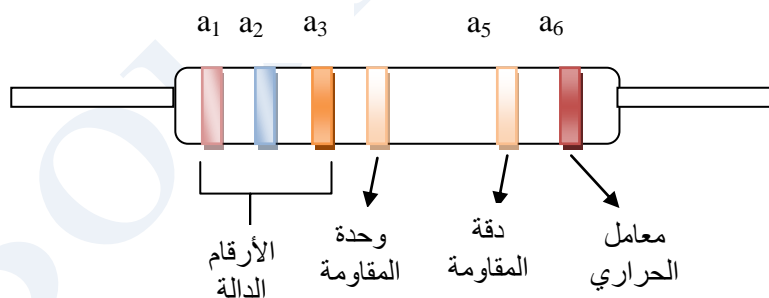 a1 a2 a3 a5 a6
الأرقام
الدالة
وحدة
المقاومة
دقة
المقاومة
معامل
الحراري